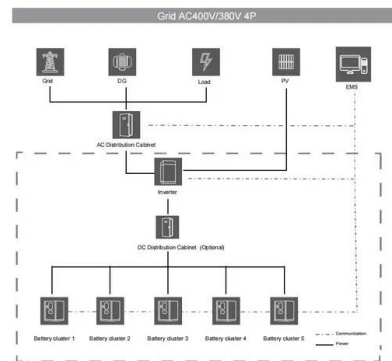 Grid AC400V/380V 4P
Grid
DG
Load
PV
EMS
AC Distribution Cabinet
Inverter
DC Distribution Cabinet (Optional)
Battery cluster 1
Battery cluster 2
Battery cluster 3
Battery cluster 4
Battery cluster 5
Communication
Power